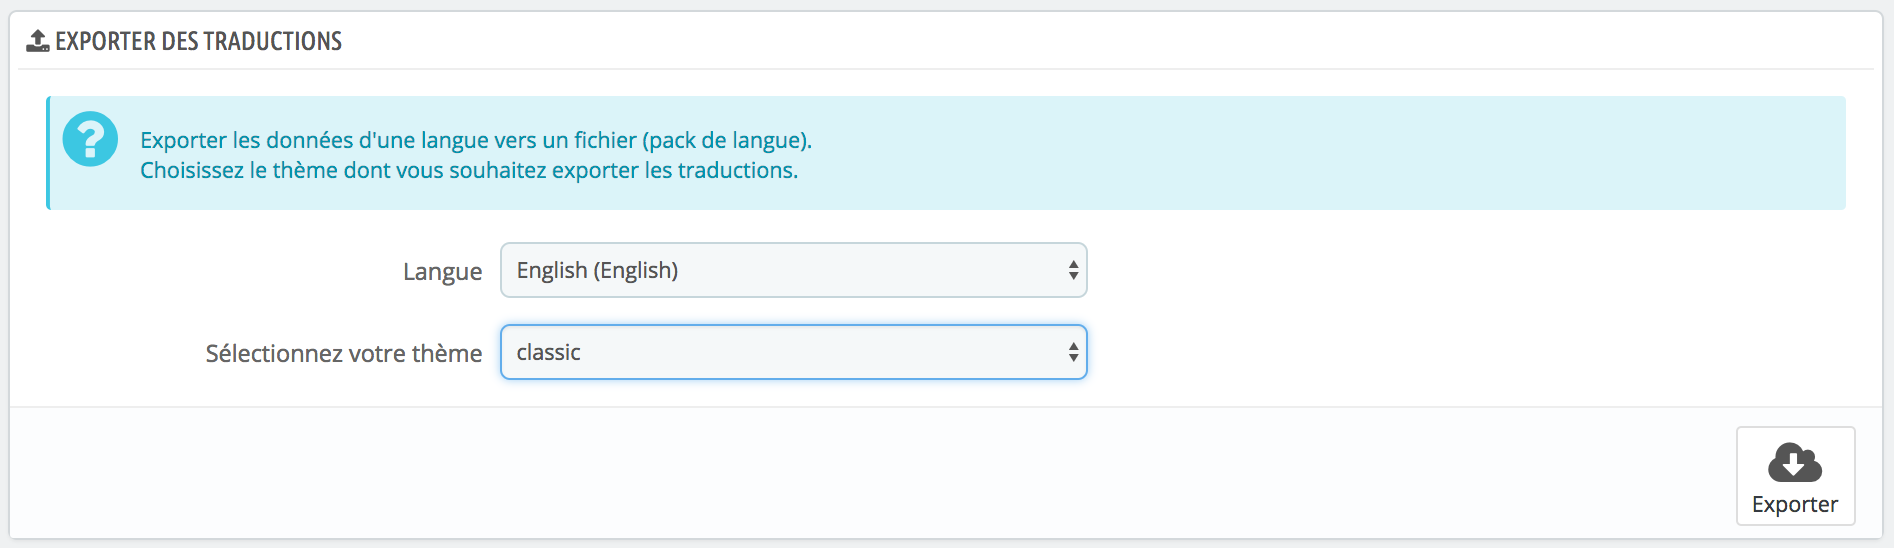 EXPORTER DES TRADUCTIONS
Exporter les données d'une langue vers un fichier (pack de langue).
Choisissez le thème dont vous souhaitez exporter les traductions.
Langue English (English)
Sélectionnez votre thème classic
Exporter